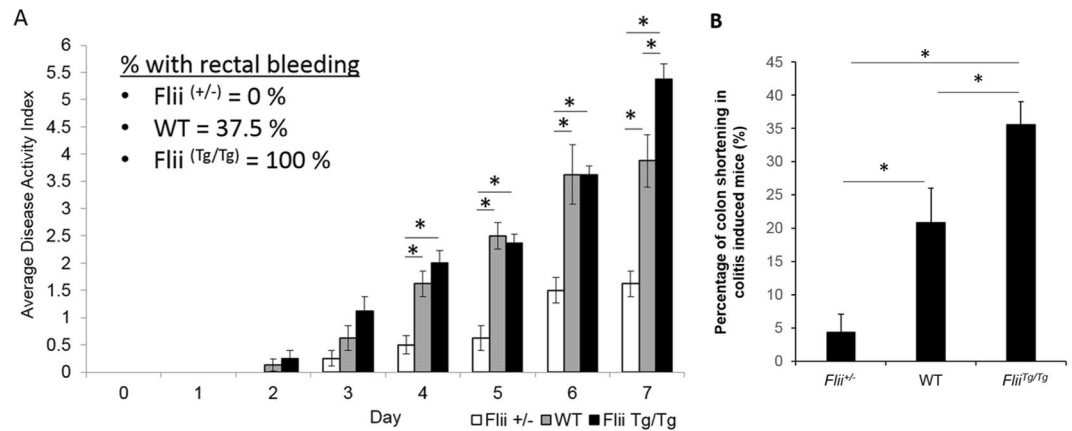 A
% with rectal bleeding
• Flii (+/-) = 0 %
• WT = 37.5 %
• Flii (Tg/Tg) = 100 %
Average Disease Activity Index
6
5.5
5
4.5
4
3.5
3
2.5
2
1.5
1
0.5
0
* * * * * * * * *
0 1 2 3 4 5 6 7
Day
Flii +/- WT Flii Tg/Tg
B
Percentage of colon shortening in
colitis induced mice (%)
45
40
35
30
25
20
15
10
5
0
*
*
*
Flii+/- WT FliiTg/Tg